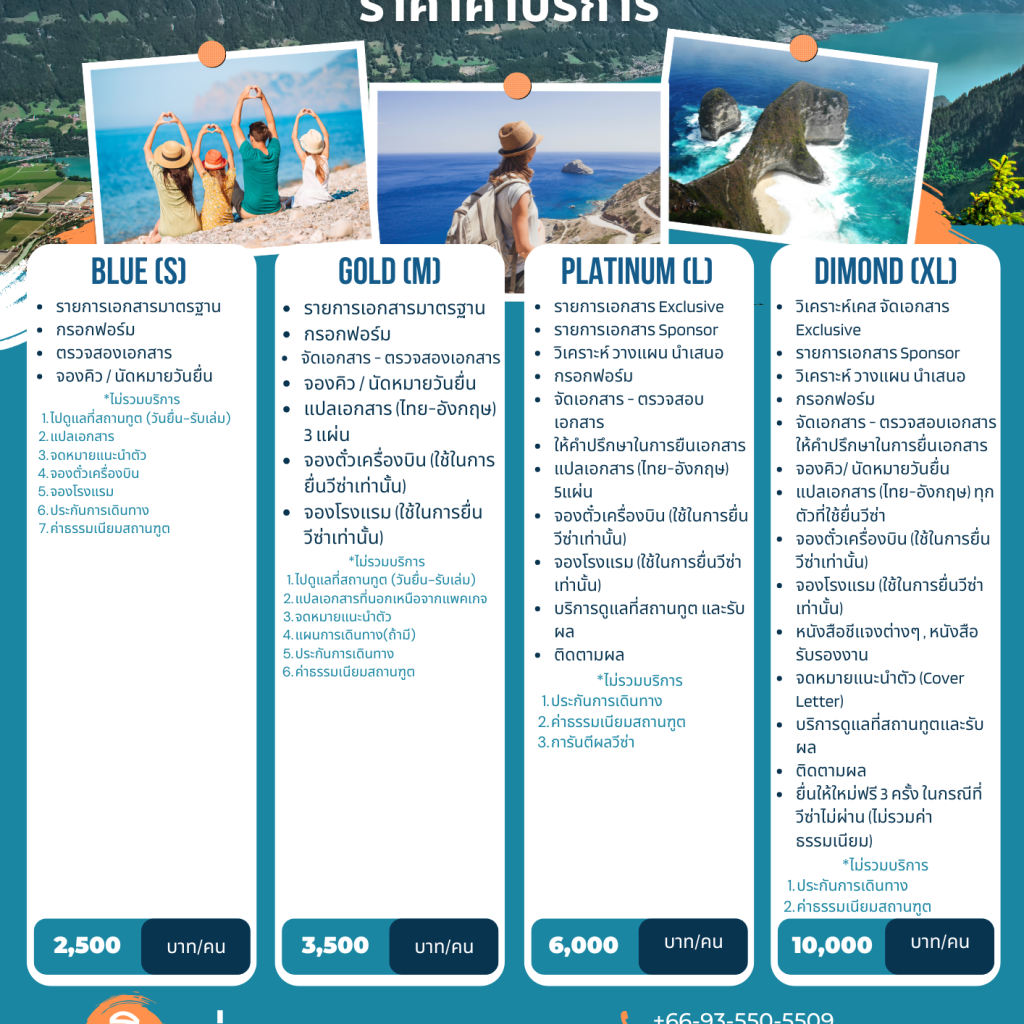 ราคาค่าบริการ
BLUE (S)
• รายการเอกสารมาตรฐาน
• กรอกฟอร์ม
• ตรวจสองเอกสาร
• จองคิว / นัดหมายวันยื่น
*ไม่รวมบริการ
1. ไปดูแลที่สถานทูต (วันยื่น-รับเล่ม)
2. แปลเอกสาร
3. จดหมายแนะนำตัว
4. จองตั๋วเครื่องบิน
5. จองโรงแรม
6. ประกันการเดินทาง
7. ค่าธรรมเนียมสถานฑูต
2,500 บาท/คน
GOLD (M)
• รายการเอกสารมาตรฐาน
• กรอกฟอร์ม
• จัดเอกสาร - ตรวจสองเอกสาร
• จองคิว / นัดหมายวันยื่น
• แปลเอกสาร (ไทย-อังกฤษ)
3 แผ่น
• จองตั๋วเครื่องบิน (ใช้ในการ
ยื่นวีซ่าเท่านั้น)
• จองโรงแรม (ใช้ในการยื่น
วีซ่าเท่านั้น)
*ไม่รวมบริการ
1. ไปดูแลที่สถานทูต (วันยื่น-รับเล่ม)
2. แปลเอกสารที่นอกเหนือจากแพคเกจ
3. จดหมายแนะนำตัว
4. แผนการเดินทาง(ถ้ามี)
5. ประกันการเดินทาง
6. ค่าธรรมเนียมสถานฑูต
3,500 บาท/คน
PLATINUM (L)
• รายการเอกสาร Exclusive
• รายการเอกสาร Sponsor
• วิเคราะห์ วางแผน นำเสนอ
• กรอกฟอร์ม
• จัดเอกสาร - ตรวจสอบ
เอกสาร
• ให้คำปรึกษาในการยืนเอกสาร
• แปลเอกสาร (ไทย-อังกฤษ)
5แผ่น
• จองตั๋วเครื่องบิน (ใช้ในการยื่น
วีซ่าเท่านั้น)
• จองโรงแรม (ใช้ในการยื่นวีซ่า
เท่านั้น)
• บริการดูแลที่สถานทูต และรับ
ผล
• ติดตามผล
*ไม่รวมบริการ
1. ประกันการเดินทาง
2. ค่าธรรมเนียมสถานฑูต
3. การันตีผลวีซ่า
6,000 บาท/คน
DIMOND (XL)
• วิเคราะห์เคส จัดเอกสาร
Exclusive
• รายการเอกสาร Sponsor
• วิเคราะห์ วางแผน นำเสนอ
• กรอกฟอร์ม
• จัดเอกสาร - ตรวจสอบเอกสาร
ให้คำปรึกษาในการยื่นเอกสาร
• จองคิว/ นัดหมายวันยื่น
• แปลเอกสาร (ไทย-อังกฤษ) ทุก
ตัวที่ใช้ยื่นวีซ่า
• จองตั๋วเครื่องบิน (ใช้ในการยื่น
วีซ่าเท่านั้น)
• จองโรงแรม (ใช้ในการยื่นวีซ่า
เท่านั้น)
• หนังสือชี้แจงต่างๆ , หนังสือ
รับรองงาน
• จดหมายแนะนำตัว (Cover
Letter)
• บริการดูแลที่สถานทูตและรับ
ผล
• ติดตามผล
• ยื่นให้ใหม่ฟรี 3 ครั้ง ในกรณีที่
วีซ่าไม่ผ่าน (ไม่รวมค่า
ธรรมเนียม)
*ไม่รวมบริการ
1. ประกันการเดินทาง
2. ค่าธรรมเนียมสถานฑูต
10,000 บาท/คน
+66-93-550-5509